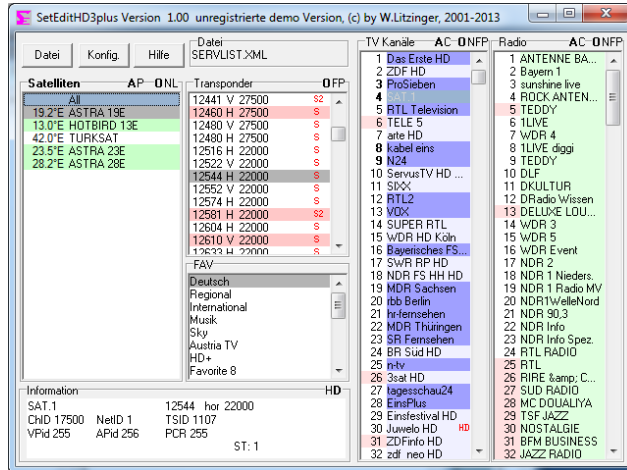 SetEditHD3plus Version 1.00 unregistrierte demo Version, (c) by W.Litzinger, 2001-2013
Datei
Konfig.
Hilfe
Datei
SERVLIST.XML
Satelliten AP ONL
All
19.2°E ASTRA 19E
13.0°E HOTBIRD 13E
42.0°E TURKSAT
23.5°E ASTRA 23E
28.2°E ASTRA 28E
Transponder OFP
12441 V 27500 S2
12460 H 27500 S
12480 V 27500 S
12480 H 27500 S
12516 H 22000 S
12522 V 22000 S
12544 H 22000 S
12552 V 22000 S
12574 H 22000 S
12581 H 22000 S2
12604 H 22000 S
12610 V 22000 S
12633 H 22000 S
FAV
Deutsch
Regional
International
Musik
Sky
Austria TV
HD+
Favorite 8
Information HD
SAT.1 12544 hor 22000
ChID 17500 NetID 1 TSID 1107
VPid 255 APid 256 PCR 255
ST: 1
TV Kanäle AC ONFP
1 Das Erste HD
2 ZDF HD
3 ProSieben
4 SAT.1
5 RTL Television
6 TELE 5
7 arte HD
8 kabel eins
9 N24
10 ServusTV HD ...
11 SIXX
12 RTL2
13 VOX
14 SUPER RTL
15 WDR HD Köln
16 Bayerisches FS...
17 SWR RP HD
18 NDR FS HH HD
19 MDR Sachsen
20 rbb Berlin
21 hr-fernsehen
22 MDR Thüringen
23 SR Fernsehen
24 BR Süd HD
25 n-tv
26 3sat HD
27 tagesschau24
28 EinsPlus
29 Einsfestival HD
30 Juwelo HD HD
31 ZDFinfo HD
32 zdf_neo HD
Radio AC ONFP
1 ANTENNE BA...
2 Bayern 1
3 sunshine live
4 ROCK ANTEN...
5 TEDDY
6 1LIVE
7 WDR 4
8 1LIVE diggi
9 TEDDY
10 DLF
11 DKULTUR
12 DRadio Wissen
13 DELUXE LOU...
14 WDR 3
15 WDR 5
16 WDR Event
17 NDR 2
18 NDR 1 Nieders.
19 NDR 1 Radio MV
20 NDR1WelleNord
21 NDR 90,3
22 NDR Info
23 NDR Info Spez.
24 RTL RADIO
25 RTL
26 RIRE &amp; C...
27 SUD RADIO
28 MC DOUALIYA
29 TSF JAZZ
30 NOSTALGIE
31 BFM BUSINESS
32 JAZZ RADIO